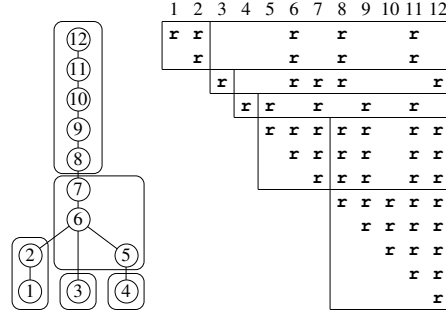 12
11
10
9
8
7
6
2 5
1 3 4
1 2 3 4 5 6 7 8 9 10 11 12
r r r r r
r r r r
r r r r r
r r r r r
r r r r r r r
r r r r r r
r r r r r
r r r r r
r r r r
r r r
r r
r